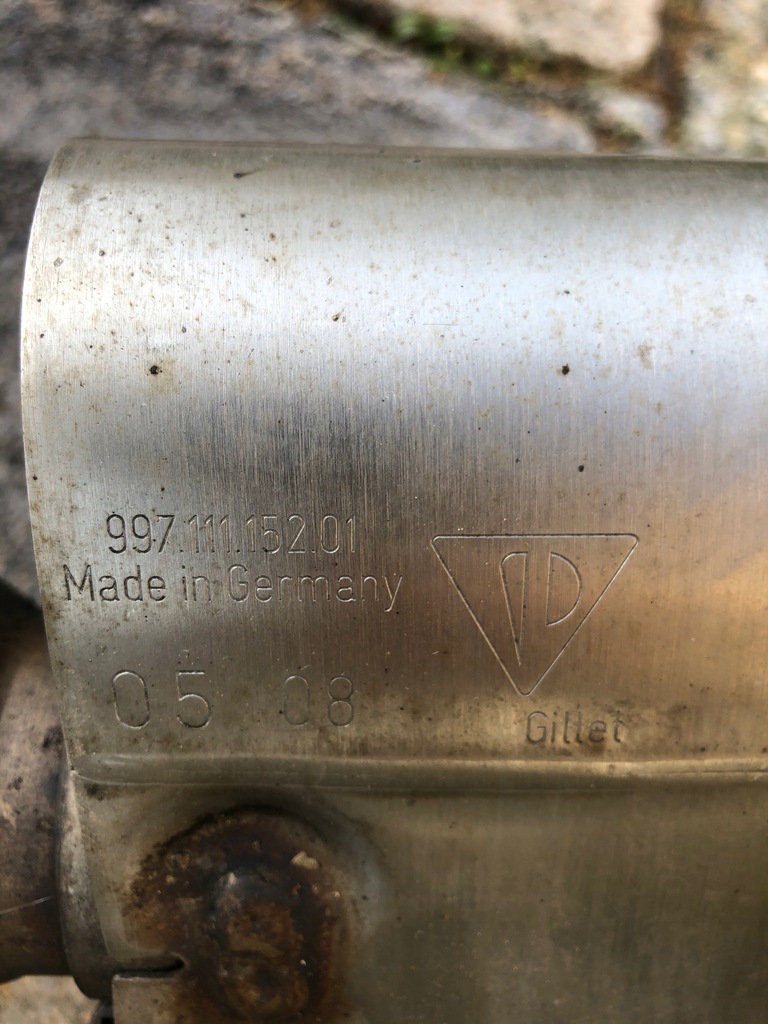 997.111.152.01
Made in Germany
05 08
Gillet